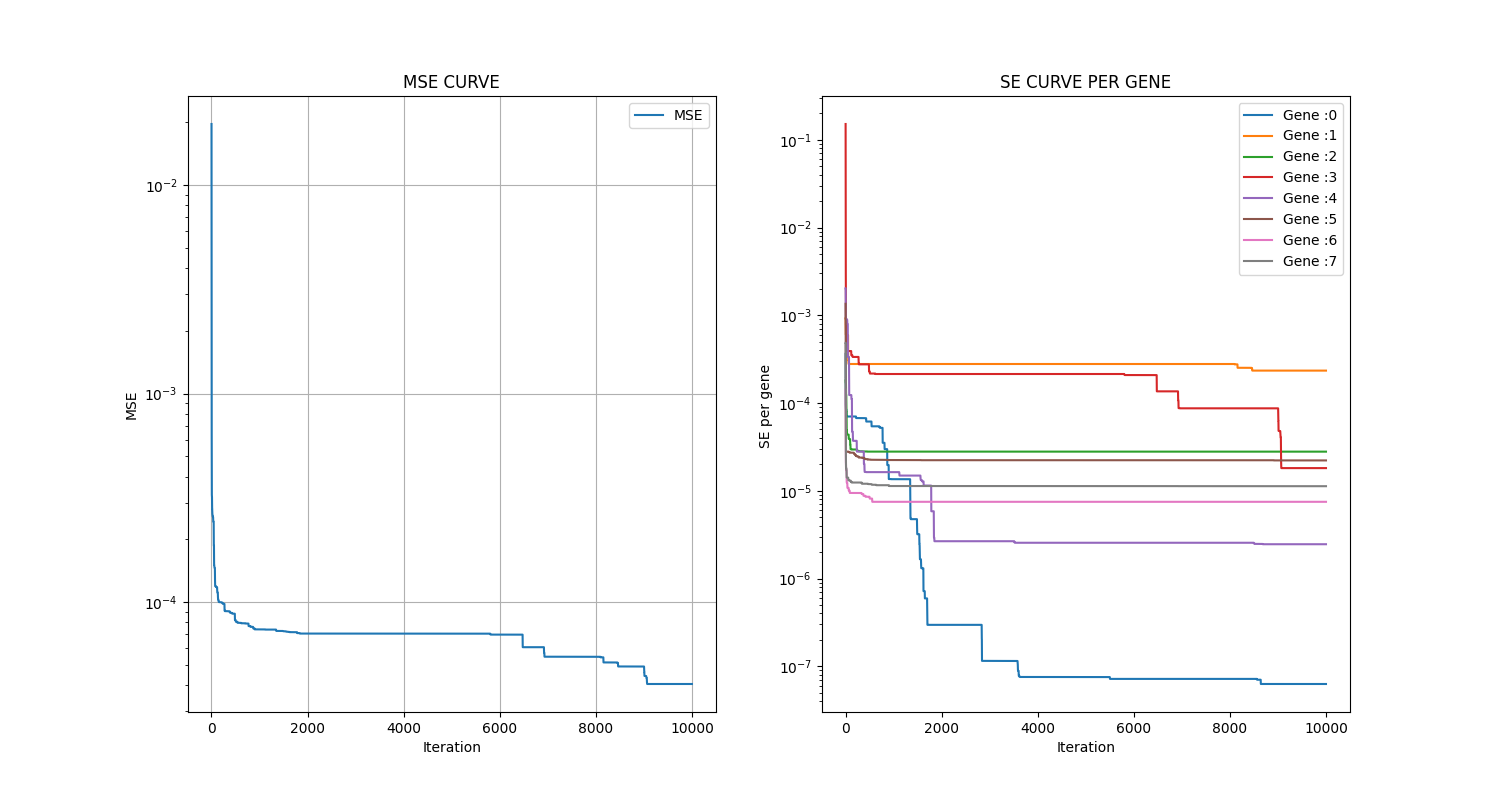 MSE CURVE
MSE
10⁻²
10⁻³
10⁻⁴
MSE
0 2000 4000 6000 8000 10000
Iteration
SE CURVE PER GENE
Gene :0
Gene :1
Gene :2
Gene :3
Gene :4
Gene :5
Gene :6
Gene :7
10⁻¹
10⁻²
10⁻³
10⁻⁴
10⁻⁵
10⁻⁶
10⁻⁷
SE per gene
0 2000 4000 6000 8000 10000
Iteration